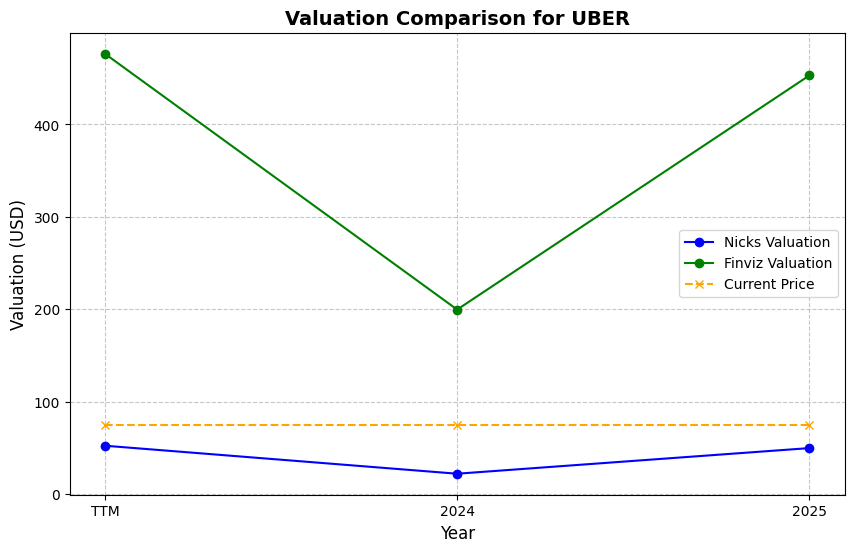 Valuation Comparison for UBER
Valuation (USD)
400
300
200
100
0
Nicks Valuation
Finviz Valuation
Current Price
TTM
2024
2025
Year